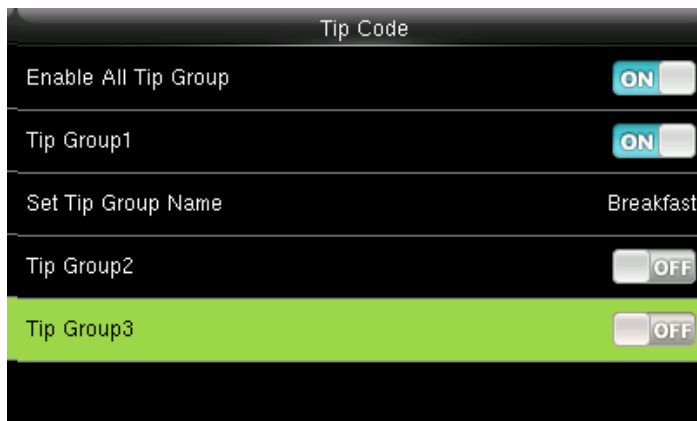 Tip Code
Enable All Tip Group ON
Tip Group1 ON
Set Tip Group Name Breakfast
Tip Group2 OFF
Tip Group3 OFF